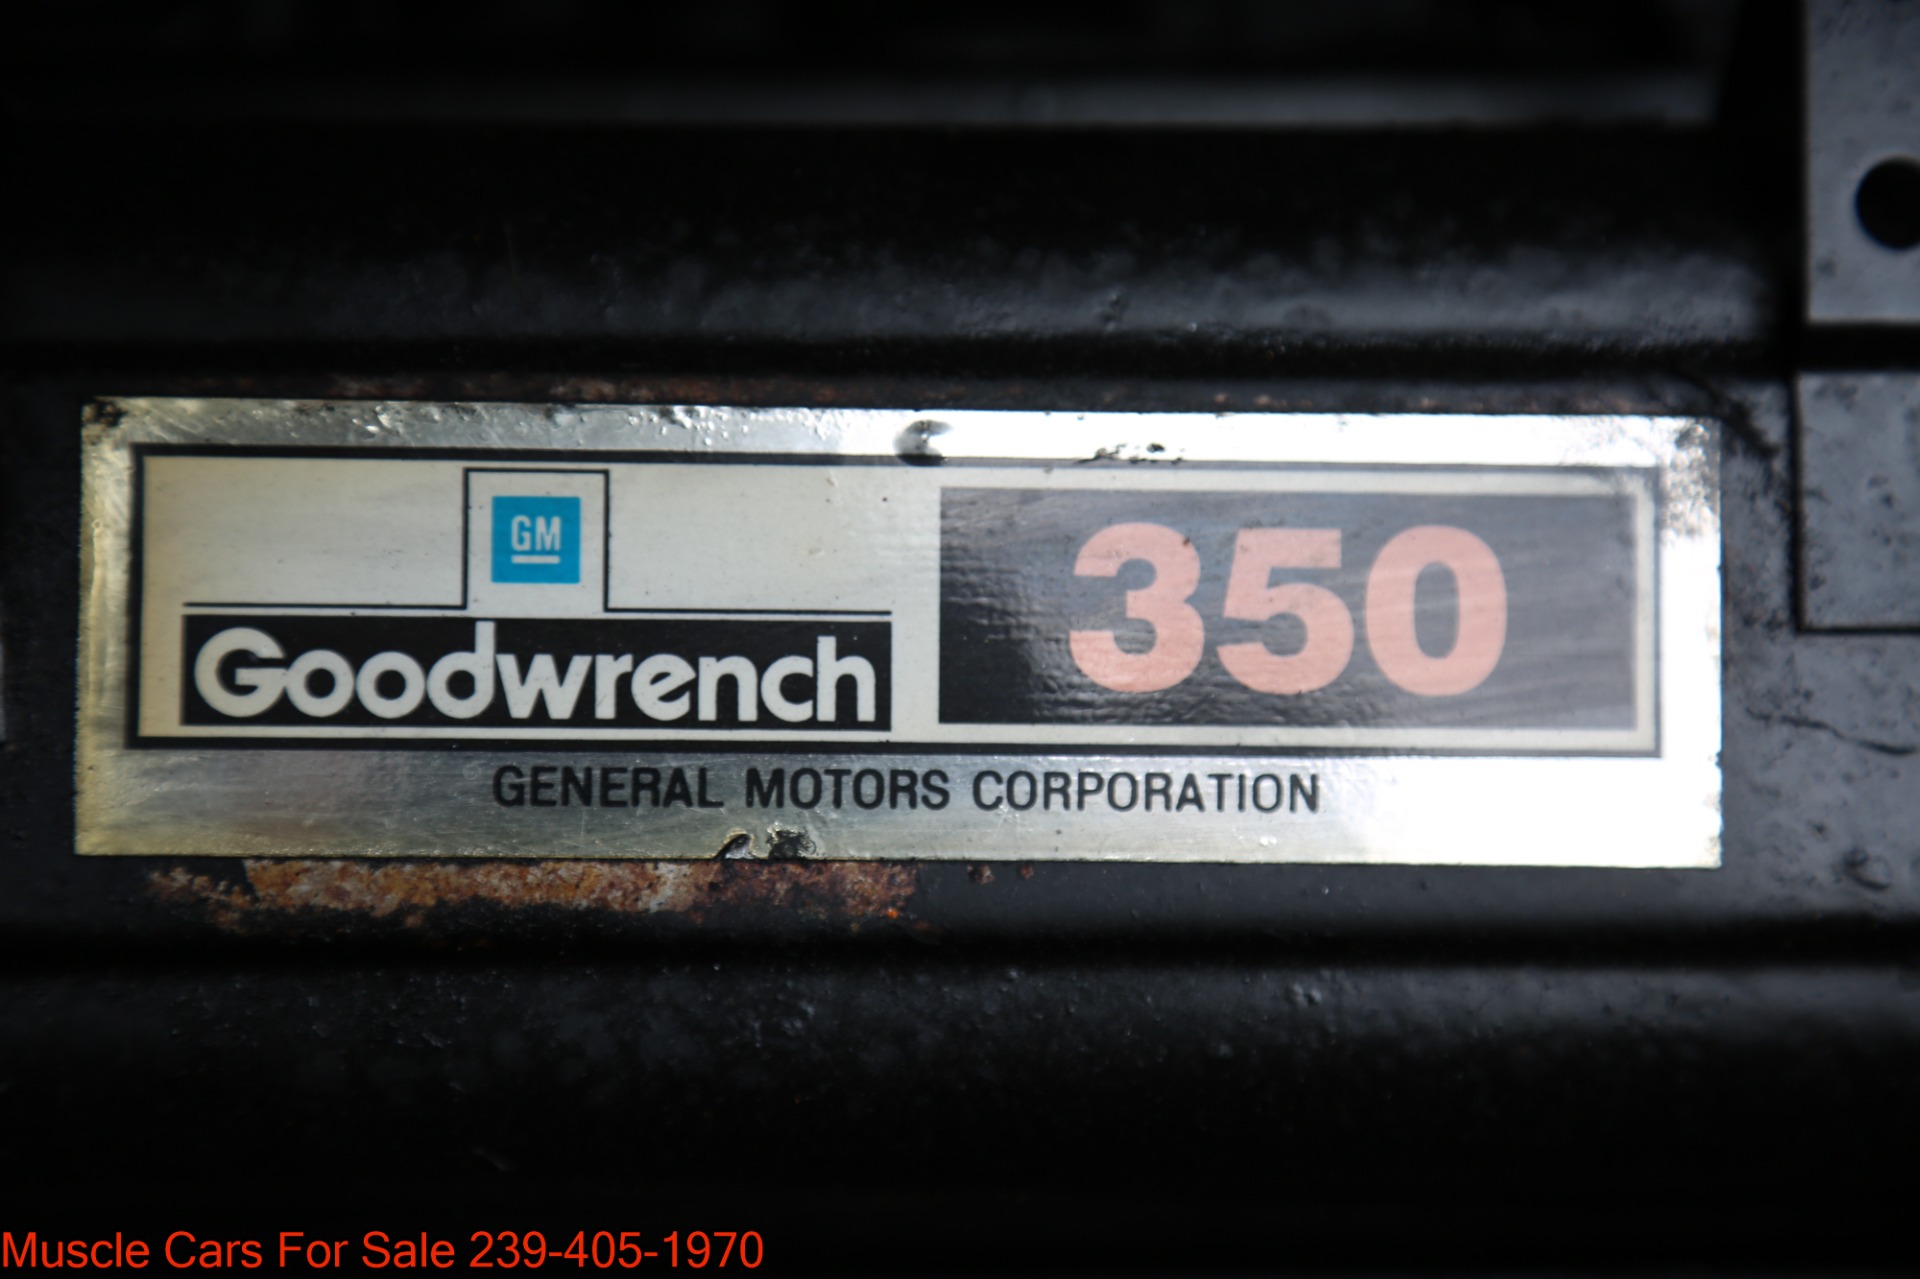 GM
Goodwrench
350
GENERAL MOTORS CORPORATION
Muscle Cars For Sale 239-405-1970